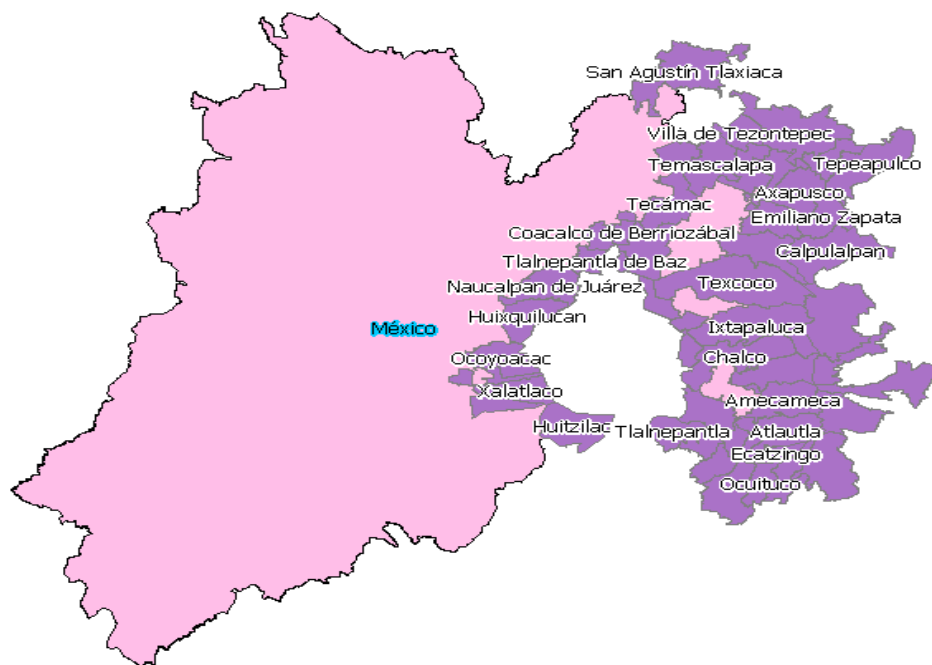 San Agustín Tlaxiaca
Villa de Tezontepec
Temascalapa
Tepeapulco
Axapusco
Tecámac
Emiliano Zapata
Coacalco de Berriozábal
Calpulalpan
Tlalnepantla de Baz
Texcoco
Naucalpan de Juárez
Huixquilucan
México
Ixtapaluca
Ocoyoacac
Chalco
Xalatlaco
Amecameca
Huitzilac
Tlalnepantla
Atlautla
Ecatzingo
Ocuituco